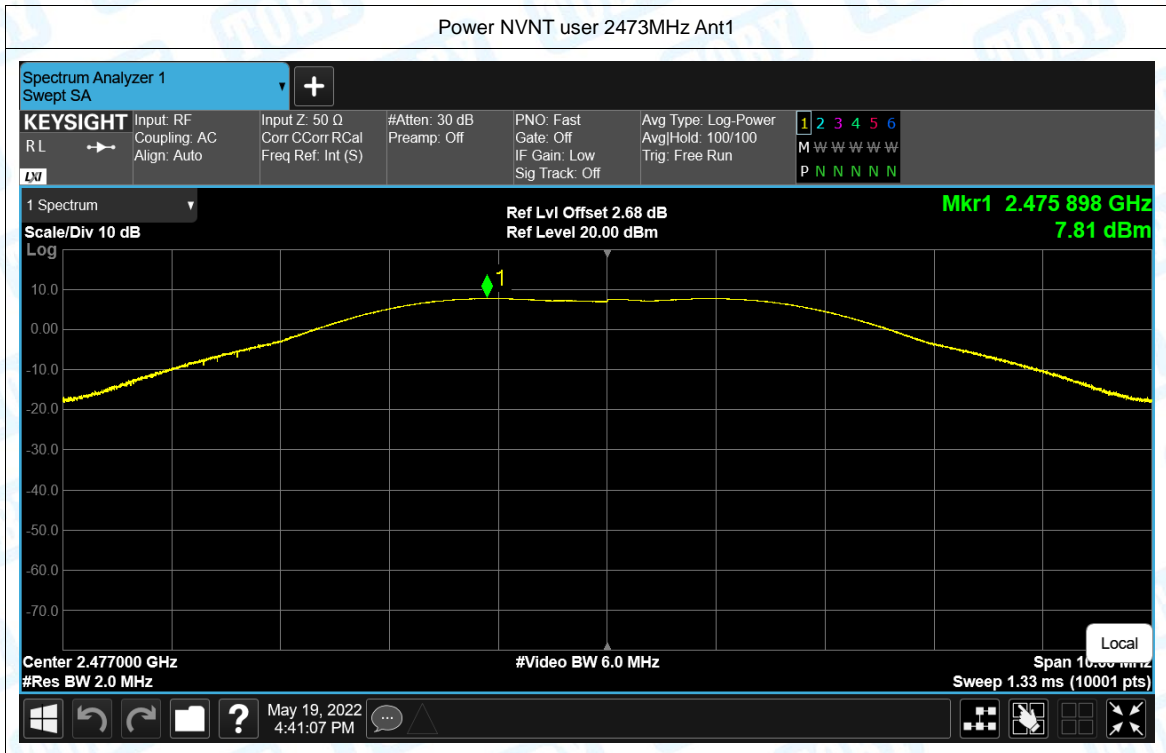 Power NVNT user 2473MHz Ant1
Spectrum Analyzer 1
Swept SA
KEYSIGHT
R L
LXI
Input: RF
Coupling: AC
Align: Auto
Input Z: 50 Ω
Corr CCorr RCal
Freq Ref: Int (S)
#Atten: 30 dB
Preamp: Off
PNO: Fast
Gate: Off
IF Gain: Low
Sig Track: Off
Avg Type: Log-Power
Avg|Hold: 100/100
Trig: Free Run
1 2 3 4 5 6
M W W W W W
P N N N N N
1 Spectrum
Scale/Div 10 dB
Log
Ref Lvl Offset 2.68 dB
Ref Level 20.00 dBm
Mkr1 2.475 898 GHz
7.81 dBm
1
10.0
0.00
-10.0
-20.0
-30.0
-40.0
-50.0
-60.0
-70.0
Local
Center 2.477000 GHz
#Video BW 6.0 MHz
Span 10.00 MHz
#Res BW 2.0 MHz
Sweep 1.33 ms (10001 pts)
?
May 19, 2022
4:41:07 PM